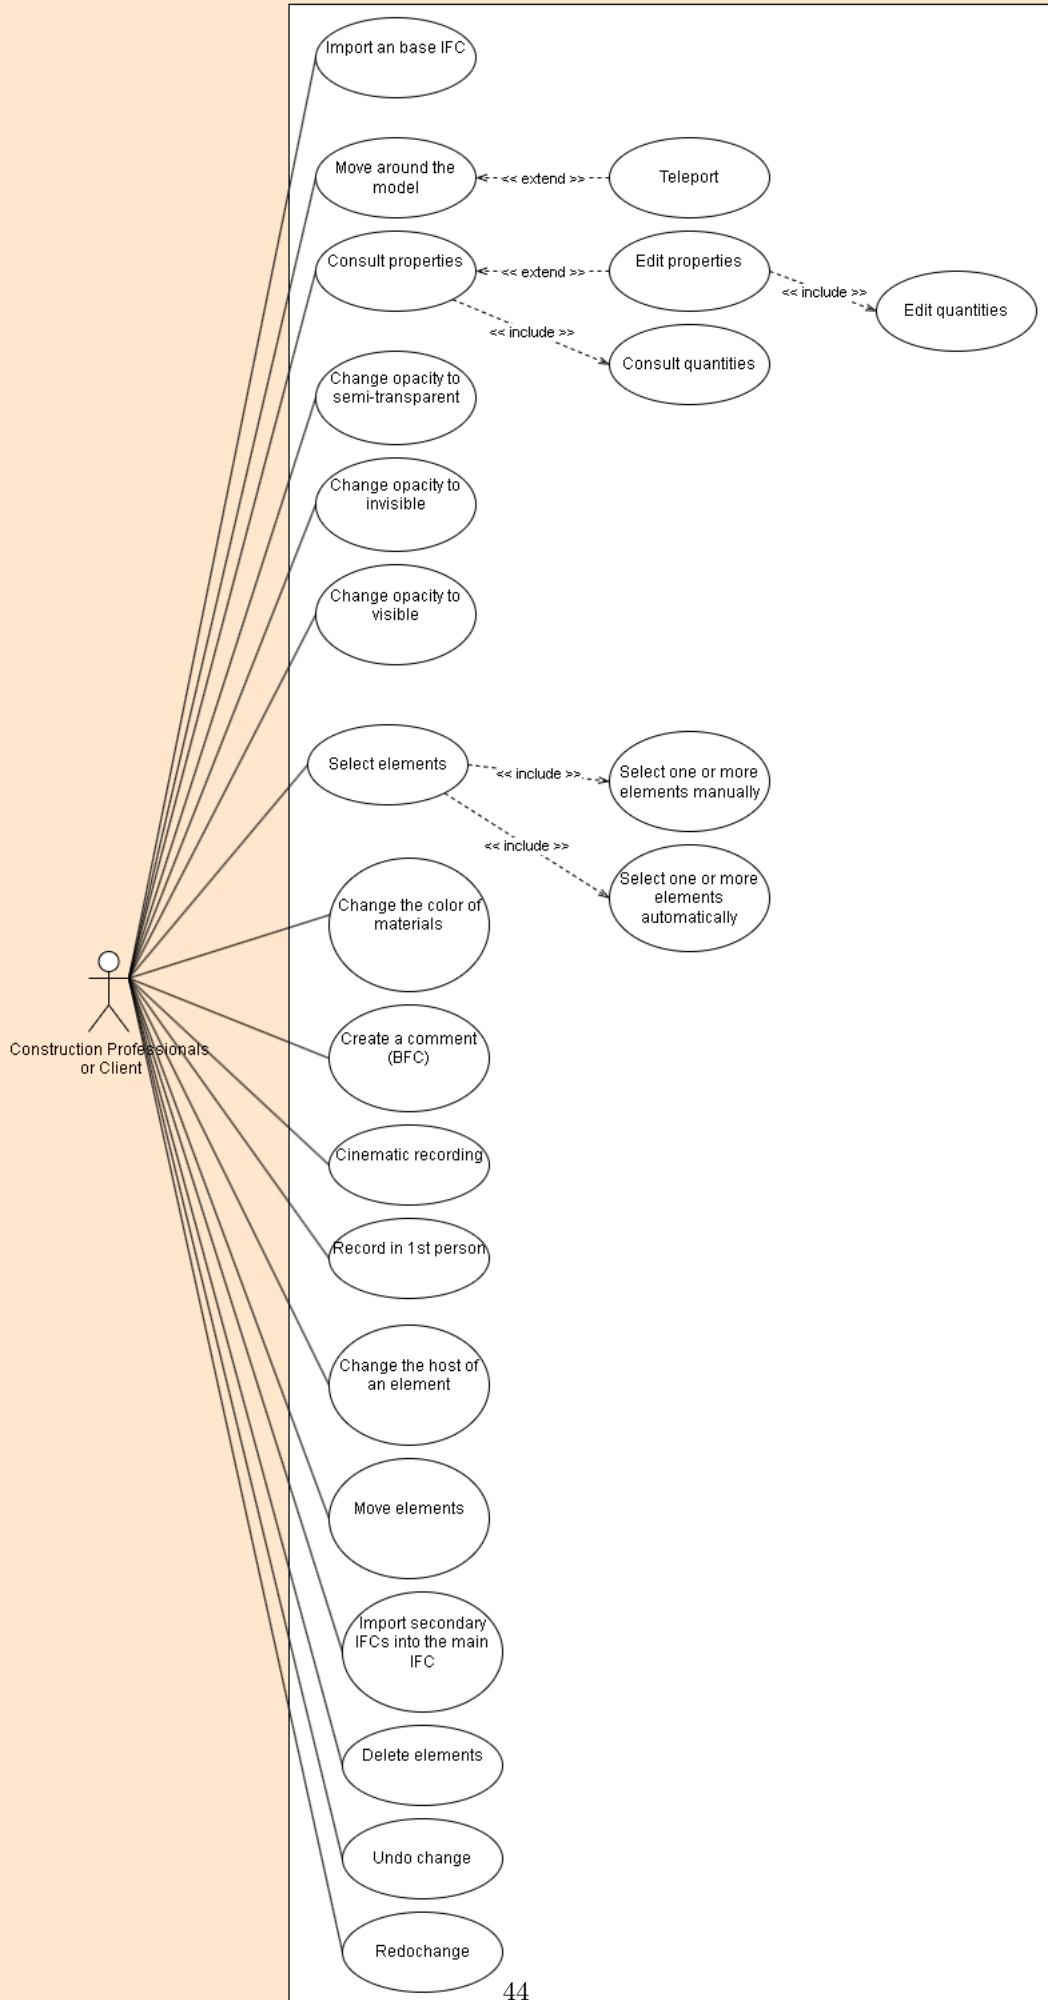 Import an base IFC
Move around the
model
<< extend >>
Teleport
Consult properties
<< extend >>
Edit properties
<< include >>
Edit quantities
<< include >>
Consult quantities
Change opacity to
semi-transparent
Change opacity to
invisible
Change opacity to
visible
Select elements
<< include >>
Select one or more
elements manually
<< include >>
Select one or more
elements
automatically
Change the color of
materials
Construction Professionals
or Client
Create a comment
(BFC)
Cinematic recording
Record in 1st person
Change the host of
an element
Move elements
Import secondary
IFCs into the main
IFC
Delete elements
Undo change
Redochange
44